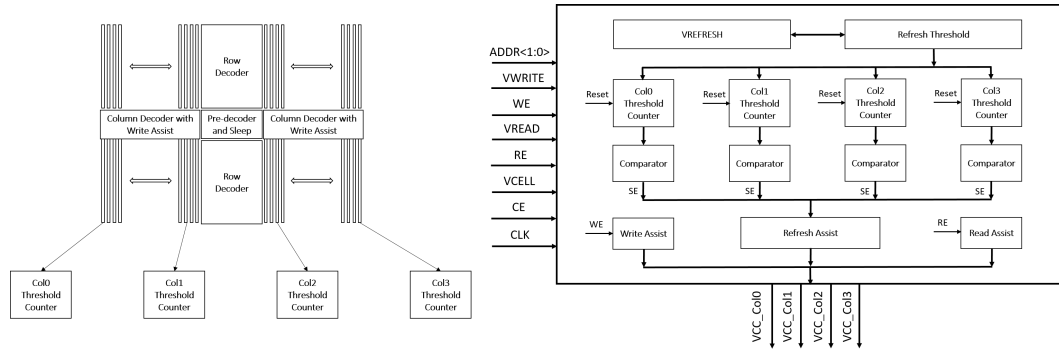 Row
Decoder
Column Decoder with
Write Assist
Pre-decoder
and Sleep
Column Decoder with
Write Assist
Row
Decoder
Col0
Threshold
Counter
Col1
Threshold
Counter
Col2
Threshold
Counter
Col3
Threshold
Counter
ADDR<1:0>
VWRITE
WE
VREAD
RE
VCELL
CE
CLK
VREFRESH
Refresh Threshold
Reset
Col0
Threshold
Counter
Reset
Col1
Threshold
Counter
Reset
Col2
Threshold
Counter
Reset
Col3
Threshold
Counter
Comparator
Comparator
Comparator
Comparator
SE
SE
SE
SE
WE
Write Assist
Refresh Assist
RE
Read Assist
VCC_Col0
VCC_Col1
VCC_Col2
VCC_Col3